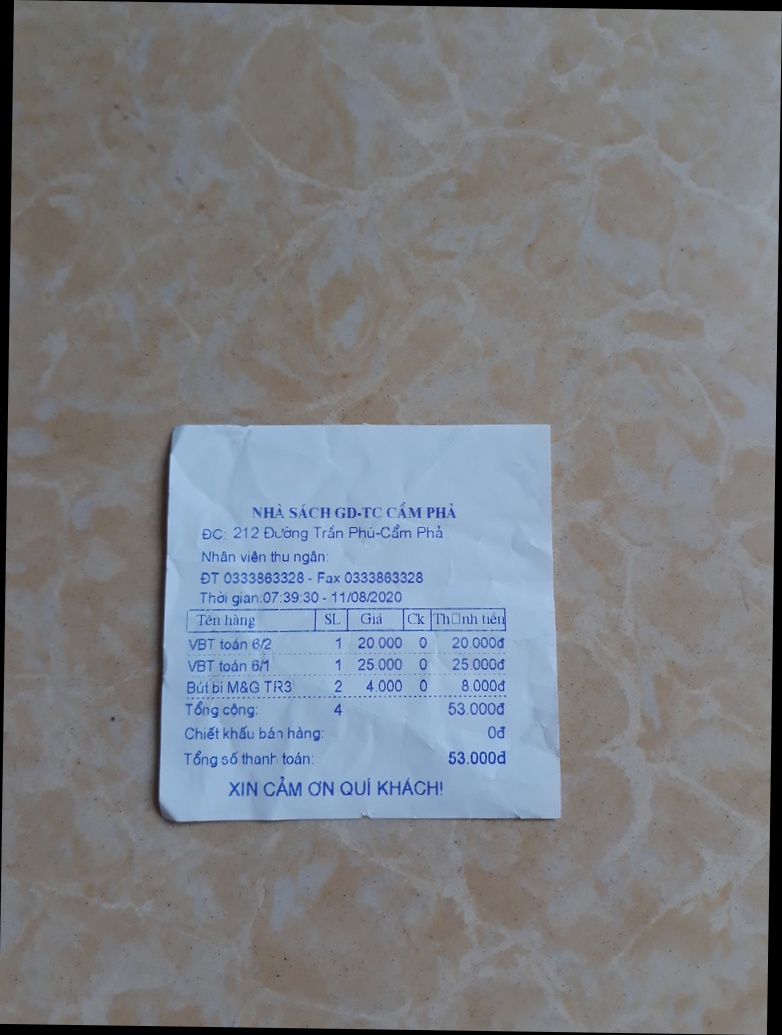 NHÀ SÁCH GD-TC CẨM PHẢ
ĐC: 212 Đường Trần Phú-Cẩm Phả
Nhân viên thu ngân:
ĐT 0333863328 - Fax 0333863328
Thời gian:07:39:30 - 11/08/2020
Tên hàng SL Giá Ck Th□nh tiền
VBT toán 6/2 1 20.000 0 20.000đ
VBT toán 6/1 1 25.000 0 25.000đ
Bút bi M&G TR3 2 4.000 0 8.000đ
Tổng cộng: 4 53.000đ
Chiết khấu bán hàng: 0đ
Tổng số thanh toán: 53.000đ
XIN CẢM ƠN QUÍ KHÁCH!